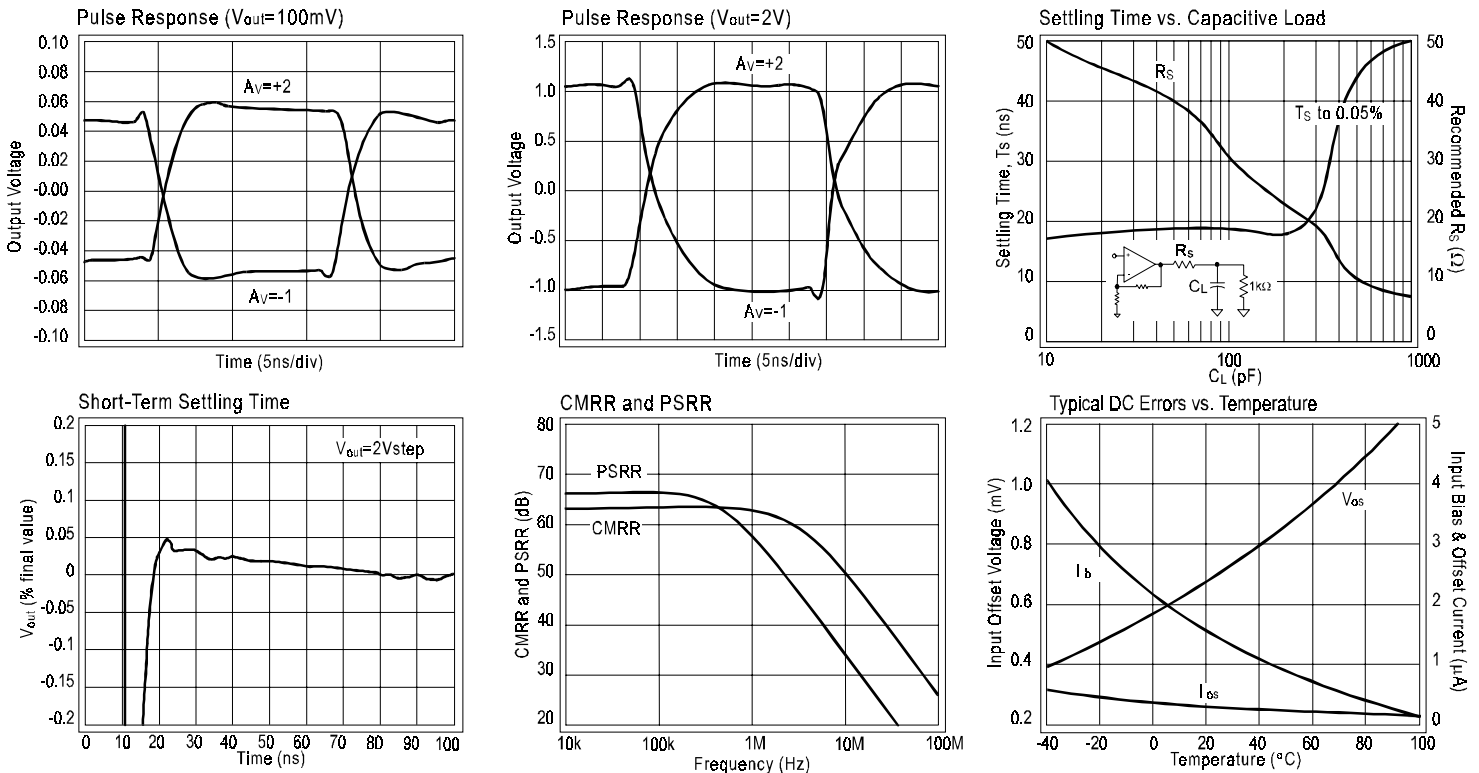 Pulse Response (Vout=100mV)
0.10
0.08
0.06
0.04
0.02
-0.00
-0.02
-0.04
-0.06
-0.08
-0.10
Output Voltage
AV=+2
AV=-1
Time (5ns/div)
Pulse Response (Vout=2V)
1.5
1.0
0.5
0.0
-0.5
-1.0
-1.5
Output Voltage
AV=+2
AV=-1
Time (5ns/div)
Settling Time vs. Capacitive Load
50
40
30
20
10
0
Settling Time, Ts (ns)
RS
TS to 0.05%
Rs
CL
1kΩ
+
-
50
40
30
20
10
0
Recommended RS (Ω)
10
100
1000
CL (pF)
Short-Term Settling Time
0.2
0.15
0.1
0.05
0
-0.05
-0.1
-0.15
-0.2
Vout (% final value)
Vout=2Vstep
0 10 20 30 40 50 60 70 80 90 100
Time (ns)
CMRR and PSRR
80
70
60
50
40
30
20
CMRR and PSRR (dB)
PSRR
CMRR
10k 100k 1M 10M 100M
Frequency (Hz)
Typical DC Errors vs. Temperature
1.2
1.0
0.8
0.6
0.4
0.2
Input Offset Voltage (mV)
Vos
Ib
Ios
5
4
3
2
1
0
Input Bias & Offset Current (µA)
-40 -20 0 20 40 60 80 100
Temperature (°C)